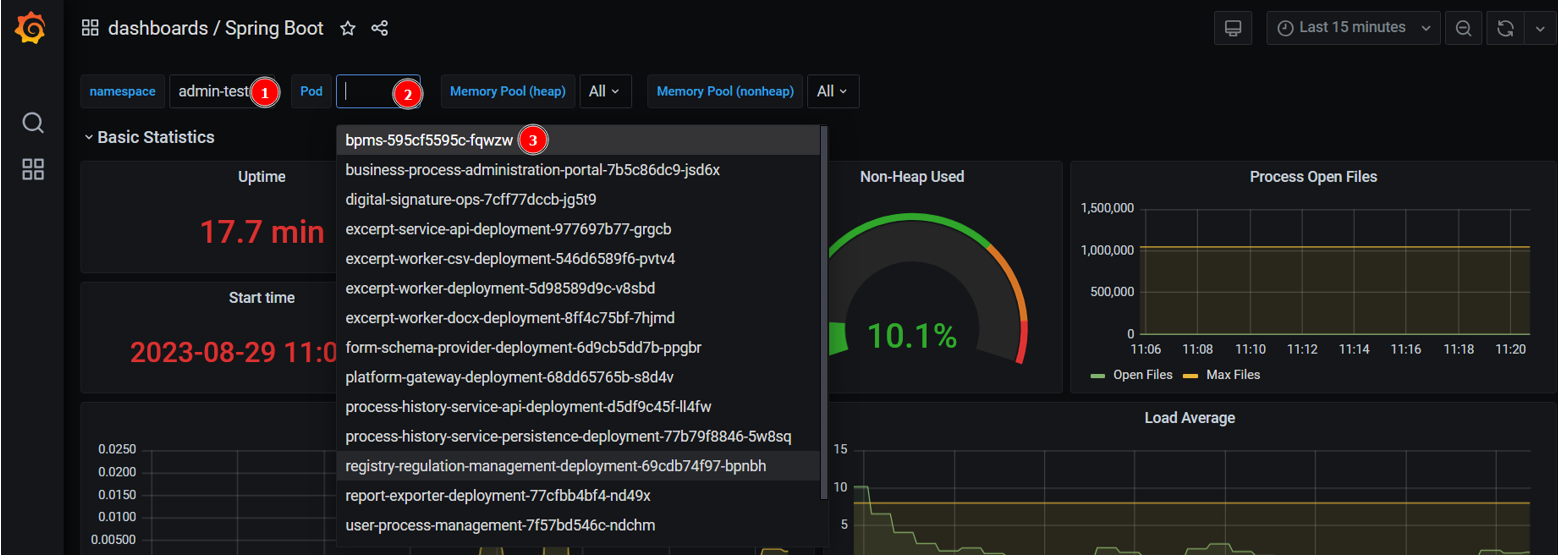 dashboards / Spring Boot
Last 15 minutes
namespace admin-test 1 Pod 2 Memory Pool (heap) All Memory Pool (nonheap) All
Basic Statistics
bpms-595cf5595c-fqwzw 3
business-process-administration-portal-7b5c86dc9-jsd6x
digital-signature-ops-7cff77dccb-jg5t9
excerpt-service-api-deployment-977697b77-grgcb
excerpt-worker-csv-deployment-546d6589f6-pvtv4
excerpt-worker-deployment-5d98589d9c-v8sbd
excerpt-worker-docx-deployment-8ff4c75bf-7hjmd
form-schema-provider-deployment-6d9cb5dd7b-ppgbr
platform-gateway-deployment-68dd65765b-s8d4v
process-history-service-api-deployment-d5df9c45f-ll4fw
process-history-service-persistence-deployment-77b79f8846-5w8sq
registry-regulation-management-deployment-69cdb74f97-bpnbh
report-exporter-deployment-77cfbb4bf4-nd49x
user-process-management-7f57bd546c-ndchm
Uptime
17.7 min
Start time
2023-08-29 11:0
Non-Heap Used
10.1%
Process Open Files
1,500,000
1,000,000
500,000
0
11:06 11:08 11:10 11:12 11:14 11:16 11:18 11:20
Open Files Max Files
0.0250
0.0200
0.0150
0.0100
0.00500
Load Average
15
10
5